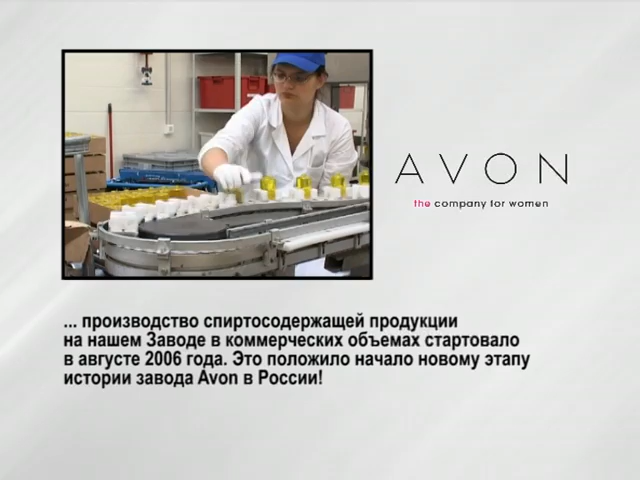 AVON
the company for women
... производство спиртосодержащей продукции
на нашем Заводе в коммерческих объемах стартовало
в августе 2006 года. Это положило начало новому этапу
истории завода Avon в России!